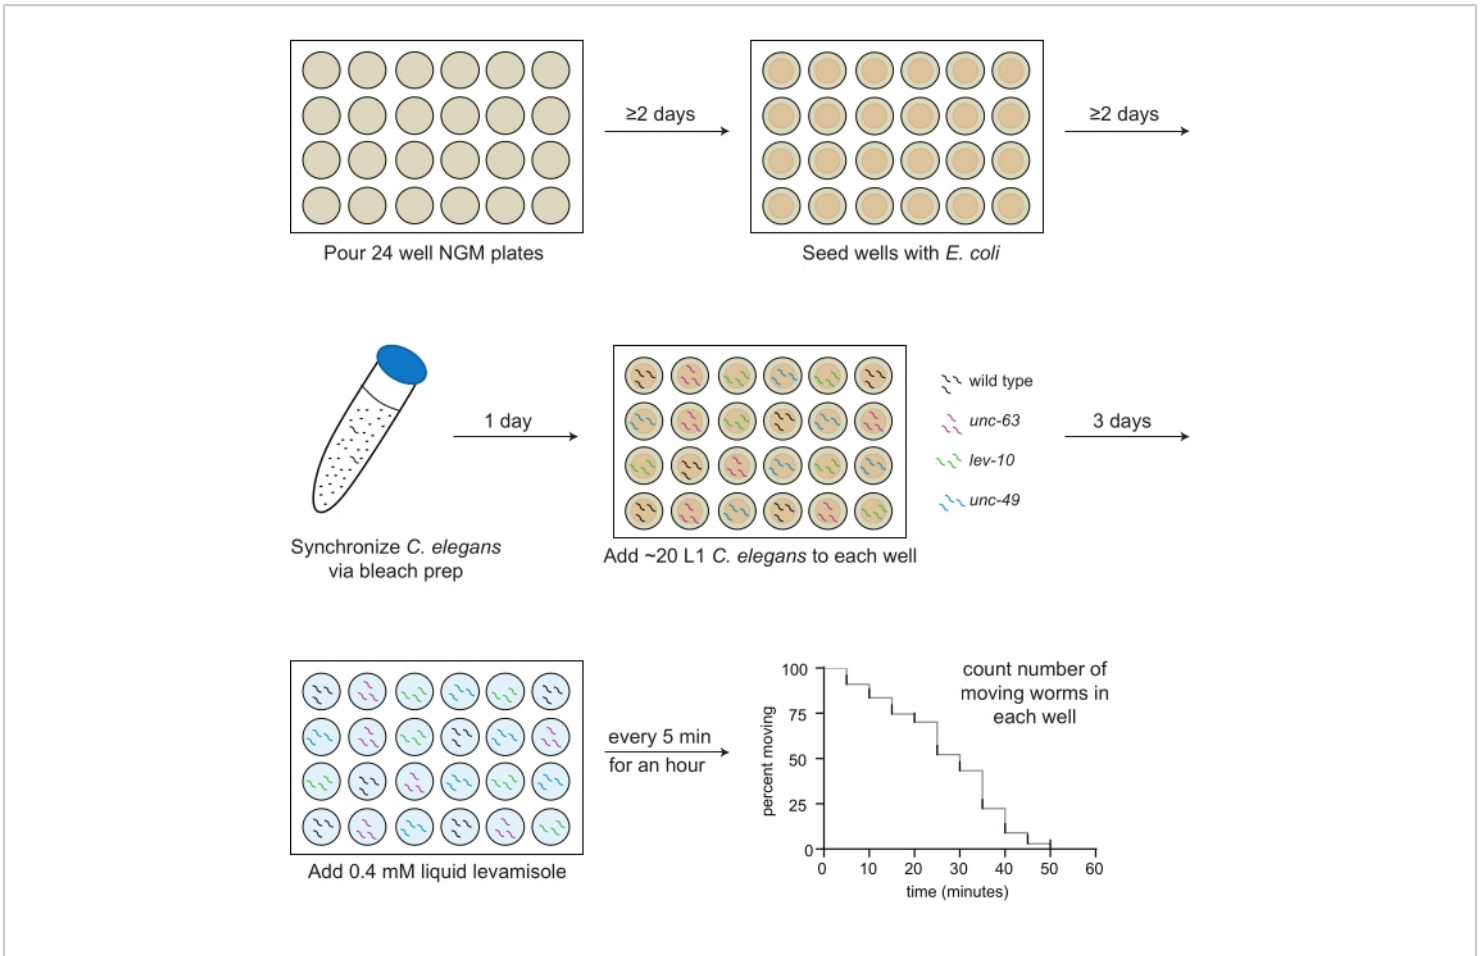 ≥2 days
≥2 days
Pour 24 well NGM plates
Seed wells with E. coli
1 day
wild type
unc-63
lev-10
unc-49
3 days
Synchronize C. elegans
via bleach prep
Add ~20 L1 C. elegans to each well
Add 0.4 mM liquid levamisole
every 5 min
for an hour
count number of
moving worms in
each well
percent moving
100
75
50
25
0
0 10 20 30 40 50 60
time (minutes)